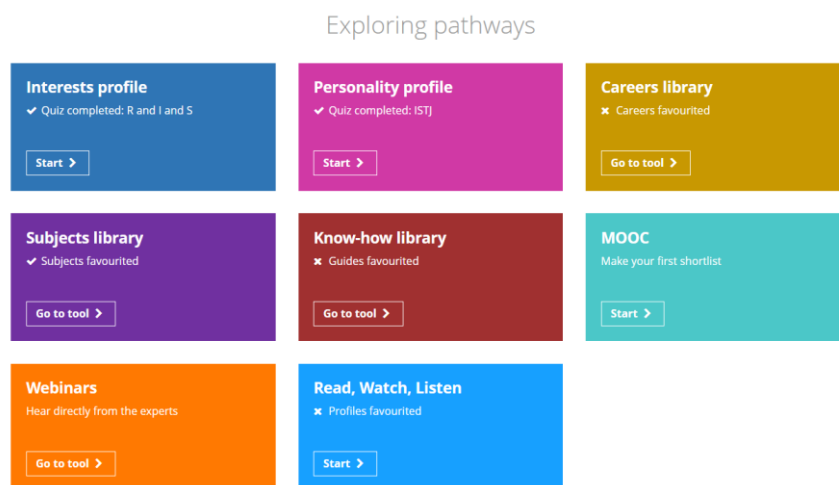 Exploring pathways
Interests profile
✔ Quiz completed: R and I and S
Start >
Personality profile
✔ Quiz completed: ISTJ
Start >
Careers library
✖ Careers favourited
Go to tool >
Subjects library
✔ Subjects favourited
Go to tool >
Know-how library
✖ Guides favourited
Go to tool >
MOOC
Make your first shortlist
Start >
Webinars
Hear directly from the experts
Go to tool >
Read, Watch, Listen
✖ Profiles favourited
Start >